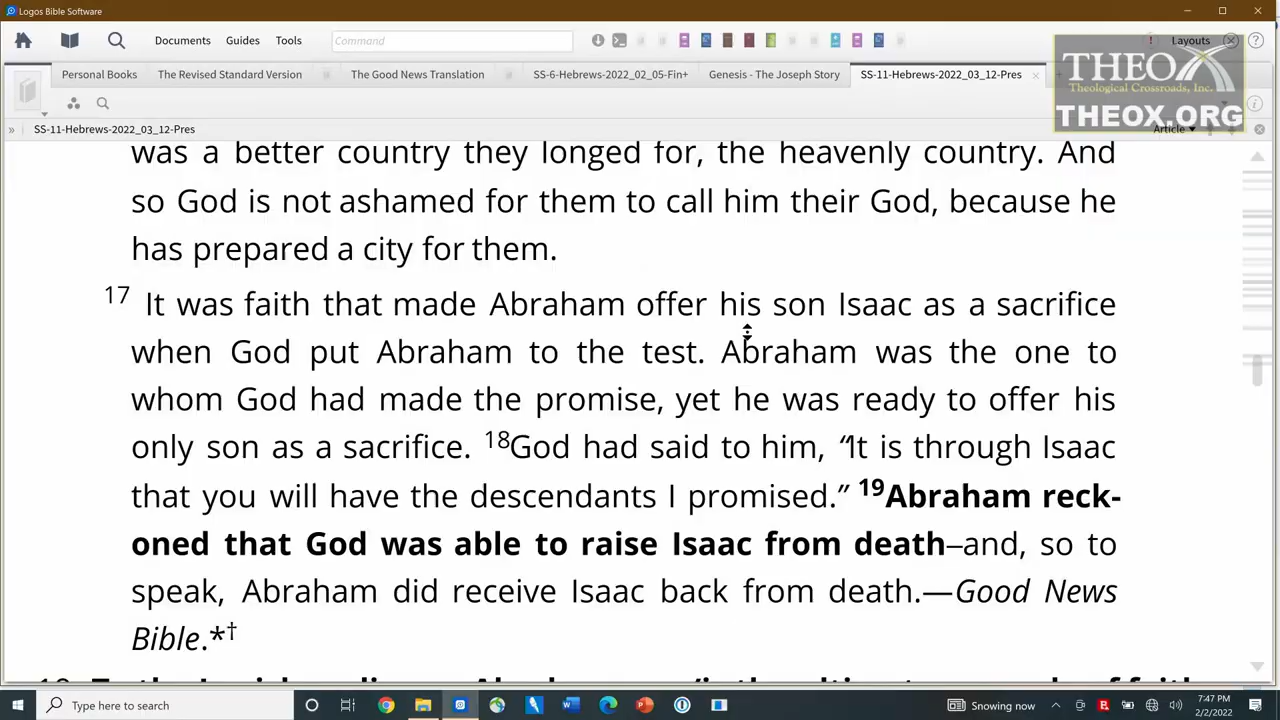 Logos Bible Software
Documents Guides Tools Command Layouts
Personal Books The Revised Standard Version The Good News Translation SS-6-Hebrews-2022_02_05-Fin+ Genesis - The Joseph Story SS-11-Hebrews-2022_03_12-Pres
THEOX
Theological Crossroads, Inc.
THEOX.ORG
» SS-11-Hebrews-2022_03_12-Pres Article
was a better country they longed for, the heavenly country. And
so God is not ashamed for them to call him their God, because he
has prepared a city for them.
17 It was faith that made Abraham offer his son Isaac as a sacrifice
when God put Abraham to the test. Abraham was the one to
whom God had made the promise, yet he was ready to offer his
only son as a sacrifice. 18God had said to him, “It is through Isaac
that you will have the descendants I promised.” 19Abraham reck-
oned that God was able to raise Isaac from death–and, so to
speak, Abraham did receive Isaac back from death.—Good News
Bible.*†
Type here to search Snowing now 7:47 PM
2/2/2022